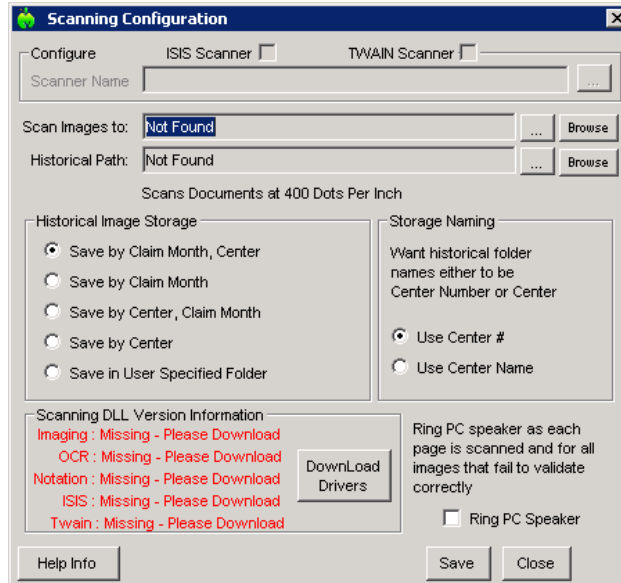 Scanning Configuration
Configure ISIS Scanner TWAIN Scanner
Scanner Name ...
Scan Images to: Not Found ... Browse
Historical Path: Not Found ... Browse
Scans Documents at 400 Dots Per Inch
Historical Image Storage
Save by Claim Month, Center
Save by Claim Month
Save by Center, Claim Month
Save by Center
Save in User Specified Folder
Storage Naming
Want historical folder
names either to be
Center Number or Center
Use Center #
Use Center Name
Scanning DLL Version Information
Imaging : Missing - Please Download
OCR : Missing - Please Download
Notation : Missing - Please Download
ISIS : Missing - Please Download
Twain : Missing - Please Download
DownLoad
Drivers
Ring PC speaker as each
page is scanned and for all
images that fail to validate
correctly
Ring PC Speaker
Help Info Save Close